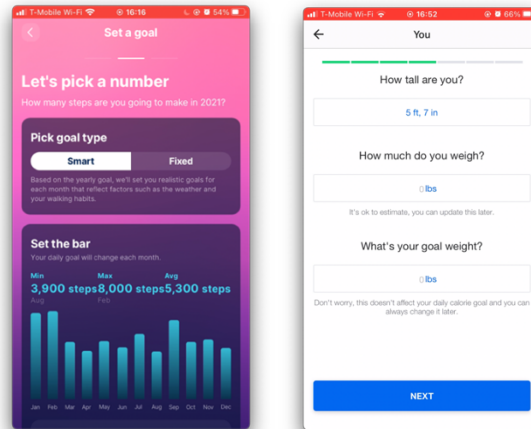 T-Mobile Wi-Fi 16:16 54%
Set a goal
Let's pick a number
How many steps are you going to make in 2021?
Pick goal type
Smart Fixed
Based on the yearly goal, we'll set you realistic goals for
each month that reflect factors such as the weather and
your walking habits.
Set the bar
Your daily goal will change each month.
Min Max Avg
3,900 steps 8,000 steps 5,300 steps
Aug Feb
Jan Feb Mar Apr May Jun Jul Aug Sep Oct Nov Dec
T-Mobile Wi-Fi 16:52 66%
You
How tall are you?
5 ft, 7 in
How much do you weigh?
0 lbs
It's ok to estimate, you can update this later.
What's your goal weight?
0 lbs
Don't worry, this doesn't affect your daily calorie goal and you can
always change it later.
NEXT